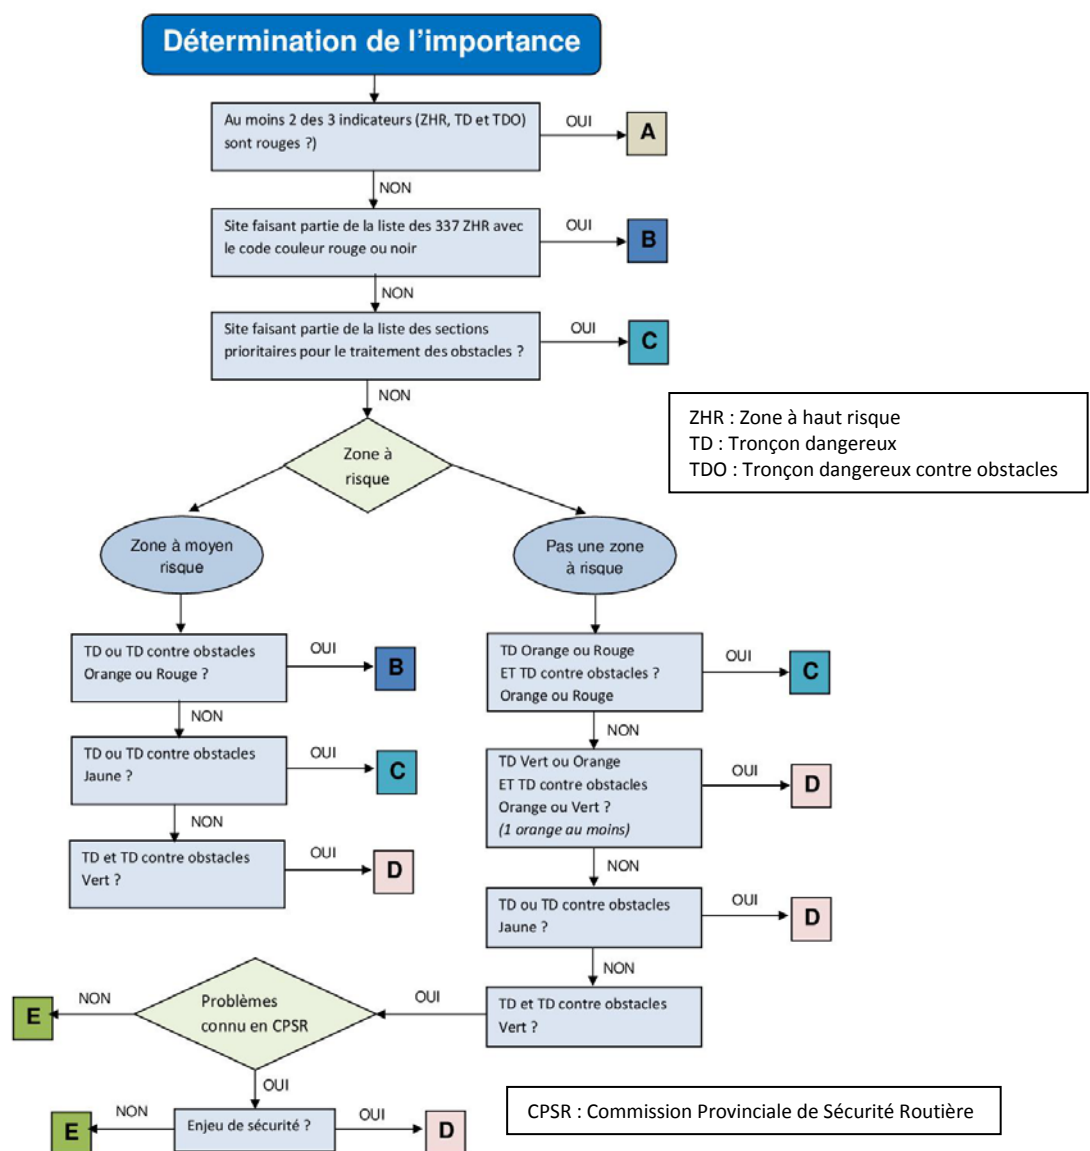 Détermination de l'importance
Au moins 2 des 3 indicateurs (ZHR, TD et TDO)
sont rouges ?)
OUI
A
NON
Site faisant partie de la liste des 337 ZHR avec
le code couleur rouge ou noir
OUI
B
NON
Site faisant partie de la liste des sections
prioritaires pour le traitement des obstacles ?
OUI
C
NON
ZHR : Zone à haut risque
TD : Tronçon dangereux
TDO : Tronçon dangereux contre obstacles
Zone à
risque
Zone à moyen
risque
TD ou TD contre obstacles
Orange ou Rouge ?
OUI
B
NON
TD ou TD contre obstacles
Jaune ?
OUI
C
NON
TD et TD contre obstacles
Vert ?
OUI
D
Pas une zone
à risque
TD Orange ou Rouge
ET TD contre obstacles ?
Orange ou Rouge
OUI
C
NON
TD Vert ou Orange
ET TD contre obstacles
Orange ou Vert ?
(1 orange au moins)
OUI
D
NON
TD ou TD contre obstacles
Jaune ?
OUI
D
NON
TD et TD contre obstacles
Vert ?
OUI
Problèmes
connu en CPSR
NON
E
OUI
Enjeu de sécurité ?
NON
E
OUI
D
CPSR : Commission Provinciale de Sécurité Routière